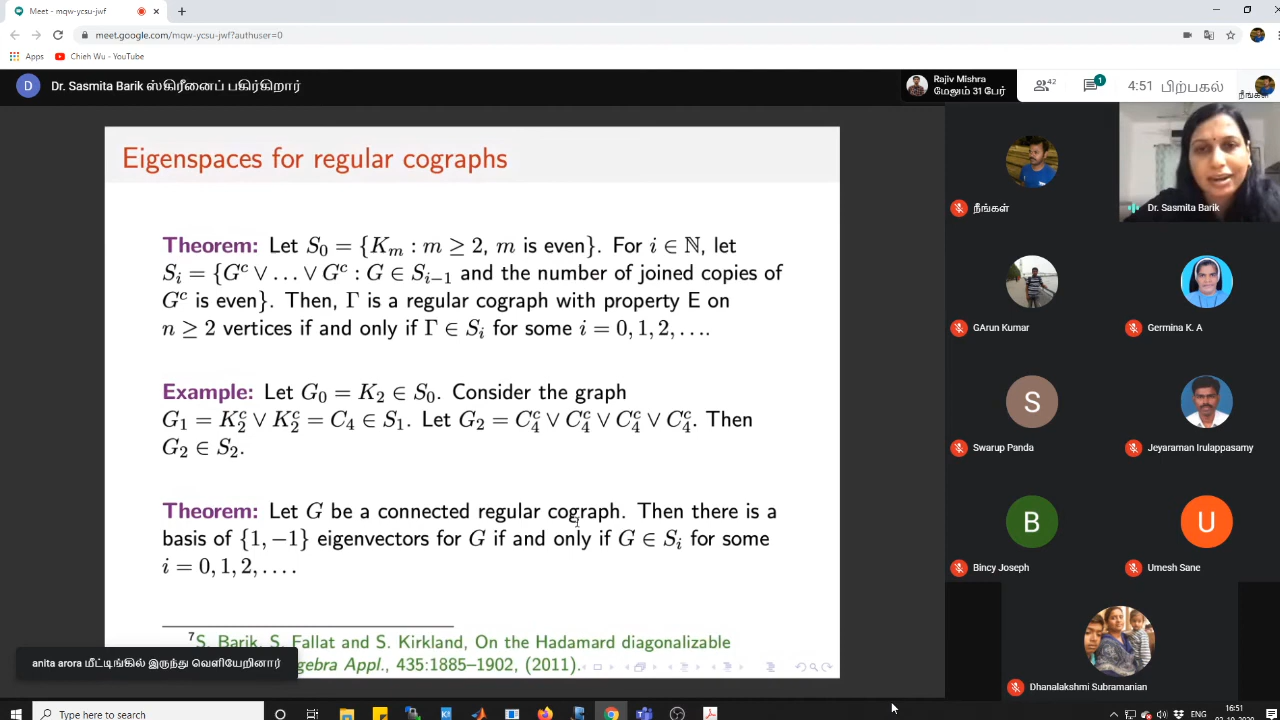 Meet - mqw-ycsu-jwf
meet.google.com/mqw-ycsu-jwf?authuser=0
Apps Chieh Wu - YouTube
D Dr. Sasmita Barik ஸ்கிரீனைப் பகிர்கிறார்
Rajiv Mishra
மேலும் 31 பேர்
42 1 4:51 பிற்பகல் நீங்கள்
Eigenspaces for regular cographs
Theorem: Let S₀ = {Kₘ : m ≥ 2, m is even}. For i ∈ ℕ, let
Sᵢ = {Gᶜ ∨ … ∨ Gᶜ : G ∈ Sᵢ₋₁ and the number of joined copies of
Gᶜ is even}. Then, Γ is a regular cograph with property E on
n ≥ 2 vertices if and only if Γ ∈ Sᵢ for some i = 0, 1, 2, ….
Example: Let G₀ = K₂ ∈ S₀. Consider the graph
G₁ = K₂ᶜ ∨ K₂ᶜ = C₄ ∈ S₁. Let G₂ = C₄ᶜ ∨ C₄ᶜ ∨ C₄ᶜ ∨ C₄ᶜ. Then
G₂ ∈ S₂.
Theorem: Let G be a connected regular cograph. Then there is a
basis of {1, −1} eigenvectors for G if and only if G ∈ Sᵢ for some
i = 0, 1, 2, ….
⁷S. Barik, S. Fallat and S. Kirkland, On the Hadamard diagonalizable
gebra Appl., 435:1885–1902, (2011).
anita arora மீட்டிங்கில் இருந்து வெளியேறினார்
நீங்கள்
Dr. Sasmita Barik
GArun Kumar
Germina K. A
S
Swarup Panda
Jeyaraman Irulappasamy
B
Bincy Joseph
U
Umesh Sane
Dhanalakshmi Subramanian
Type here to search
ENG
16:51